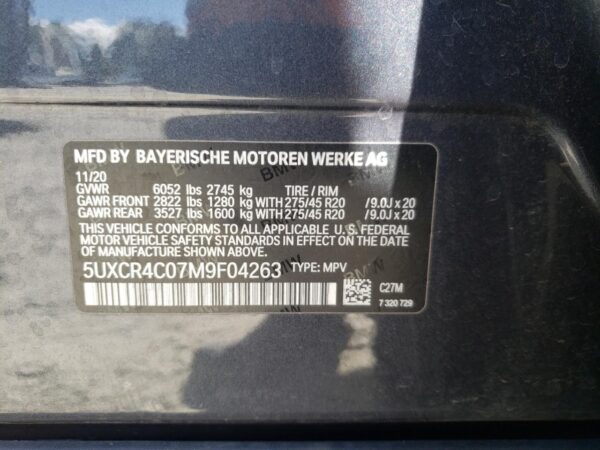 MFD BY BAYERISCHE MOTOREN WERKE AG
11/20
GVWR 6052 lbs 2745 kg TIRE / RIM
GAWR FRONT 2822 lbs 1280 kg WITH 275/45 R20 /9.0J x 20
GAWR REAR 3527 lbs 1600 kg WITH 275/45 R20 /9.0J x 20
THIS VEHICLE CONFORMS TO ALL APPLICABLE U.S. FEDERAL
MOTOR VEHICLE SAFETY STANDARDS IN EFFECT ON THE DATE
OF MANUFACTURE SHOWN ABOVE.
5UXCR4C07M9F04263 TYPE: MPV
C27M
7 320 729